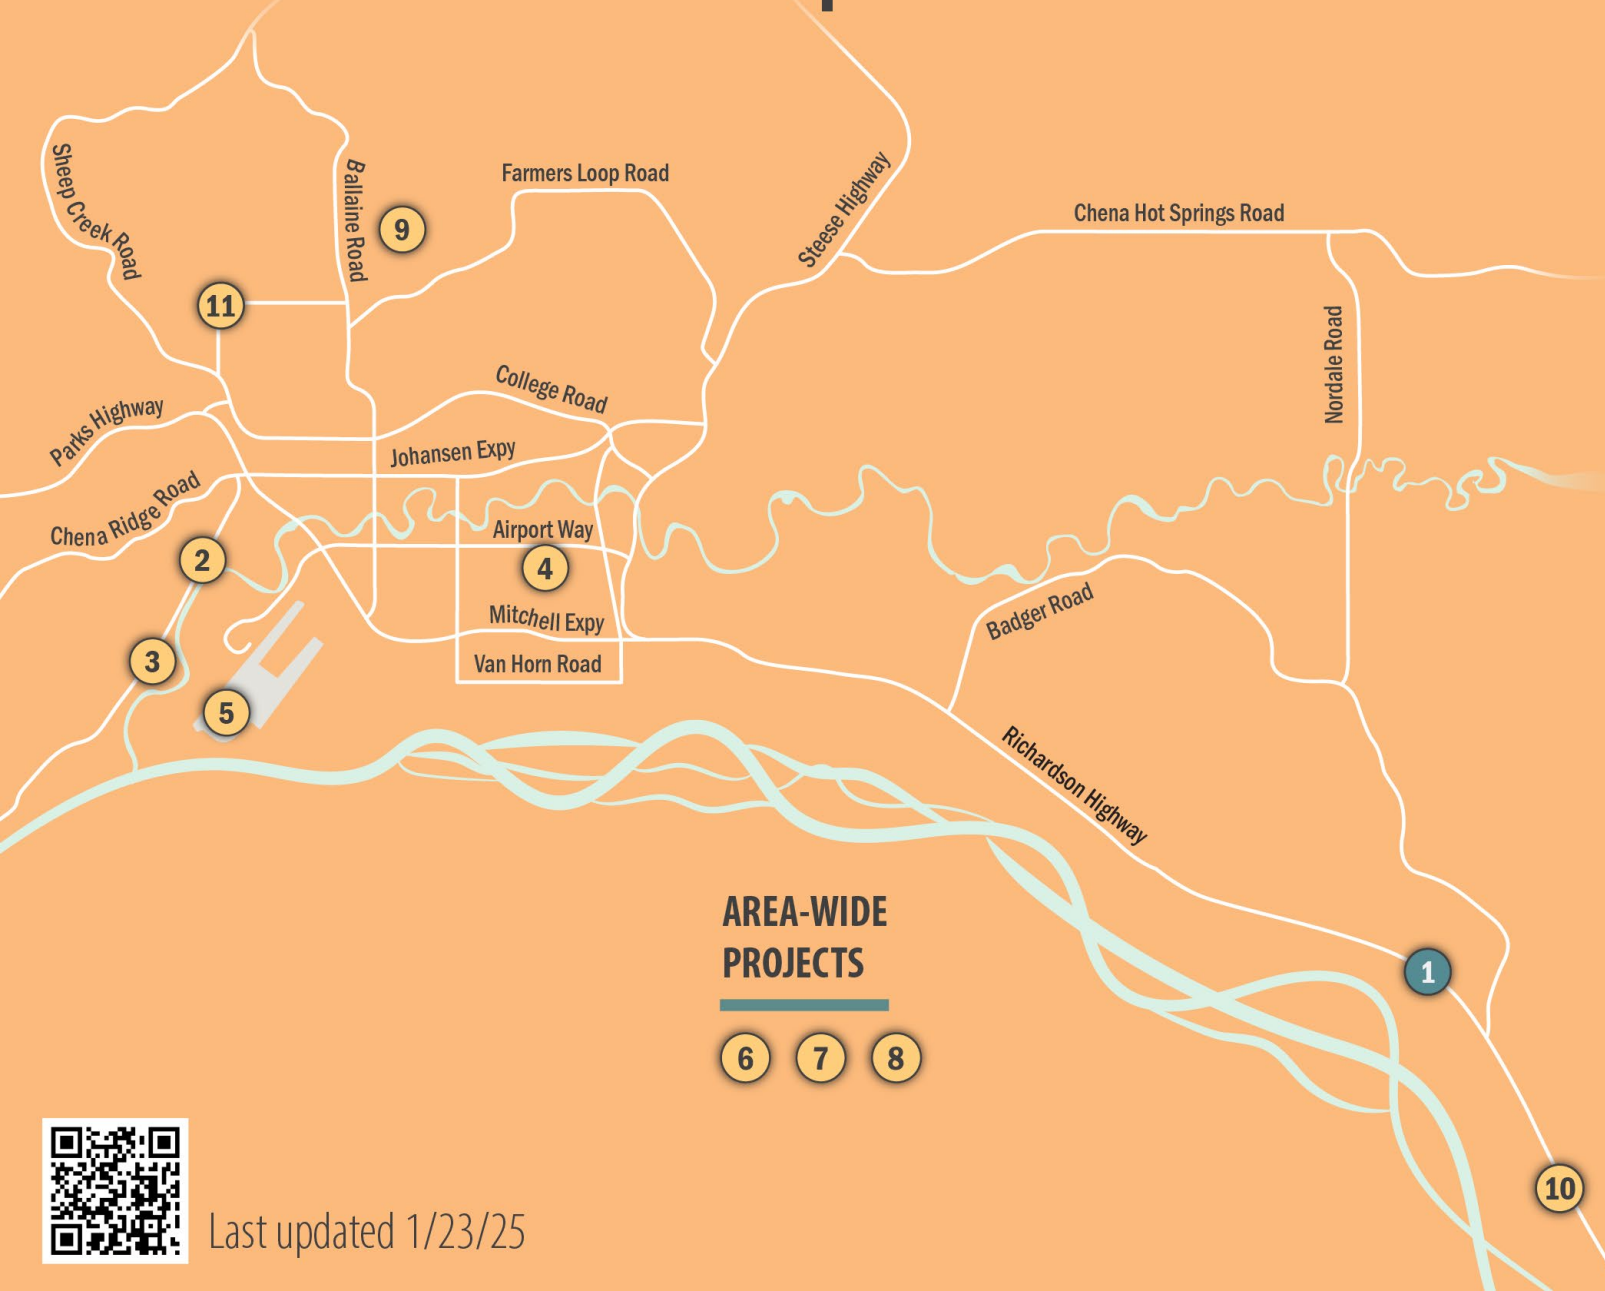 Sheep Creek Road
Ballaine Road
9
Farmers Loop Road
Steese Highway
Chena Hot Springs Road
11
Nordale Road
College Road
Parks Highway
Johansen Expy
Chena Ridge Road
Airport Way
2
4
Badger Road
Mitchell Expy
3
Van Horn Road
5
Richardson Highway
AREA-WIDE
PROJECTS
1
6 7 8
10
Last updated 1/23/25